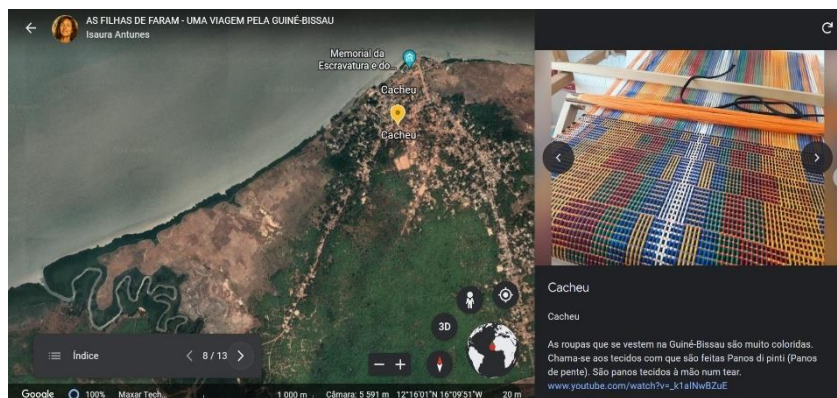 AS FILHAS DE FARAM - UMA VIAGEM PELA GUINÉ-BISSAU
Isaura Antunes
Memorial da
Escravatura e do...
Cacheu
Cacheu
3D
Índice
8 / 13
Google
100%
Maxar Tech...
1 000 m
Câmara: 5 591 m
12°16'01"N 16°09'51"W
20 m
Cacheu
Cacheu
As roupas que se vestem na Guiné-Bissau são muito coloridas.
Chama-se aos tecidos com que são feitas Panos di pinti (Panos
de pente). São panos tecidos à mão num tear.
www.youtube.com/watch?v=_k1aINwBZuE